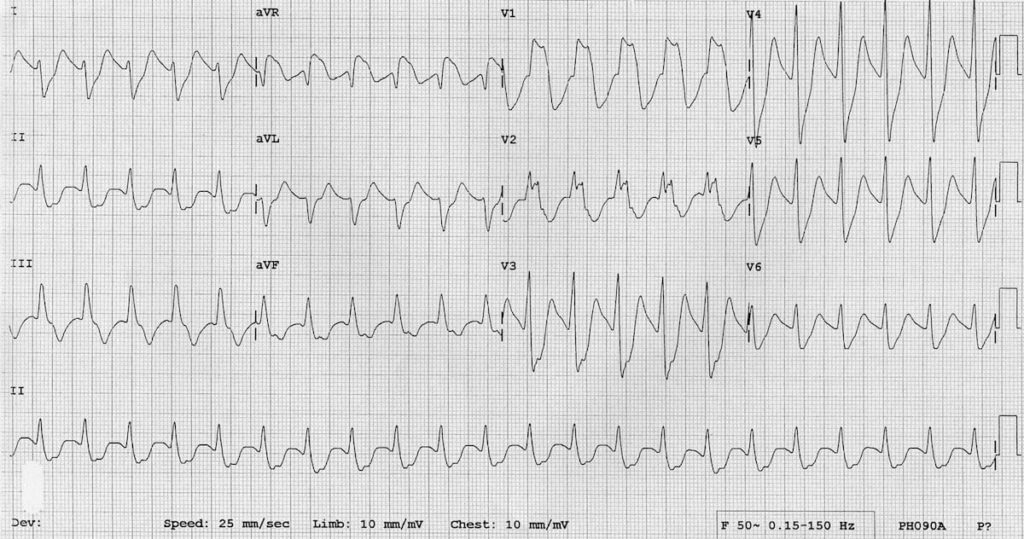 I aVR V1 V4
II aVL V2 V5
III aVF V3 V6
II
Dev: Speed: 25 mm/sec Limb: 10 mm/mV Chest: 10 mm/mV F 50~ 0.15-150 Hz PH090A P?